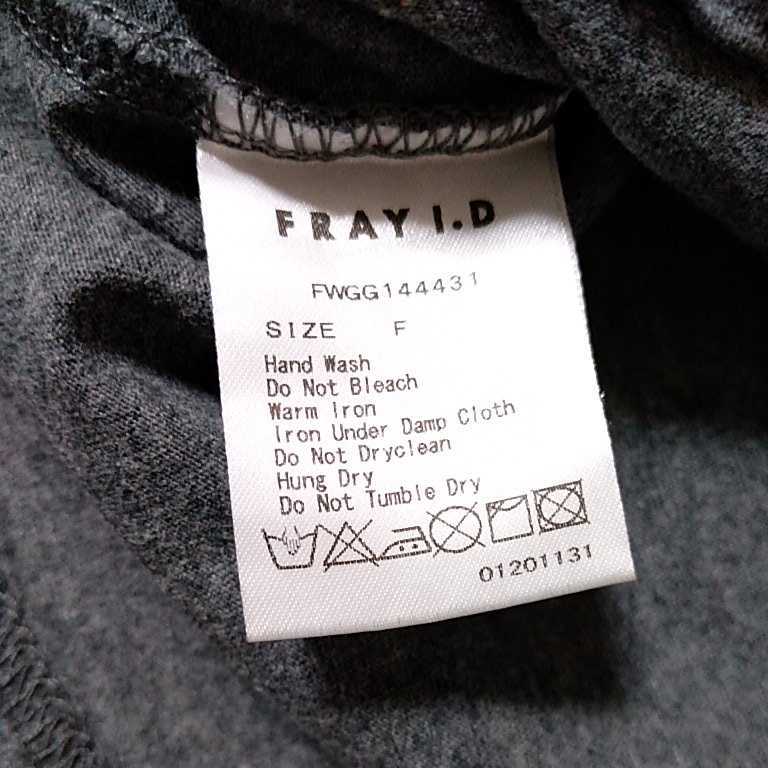 FRAY I.D
FWGG144431
SIZE F
Hand Wash
Do Not Bleach
Warm Iron
Iron Under Damp Cloth
Do Not Dryclean
Hung Dry
Do Not Tumble Dry
01201131